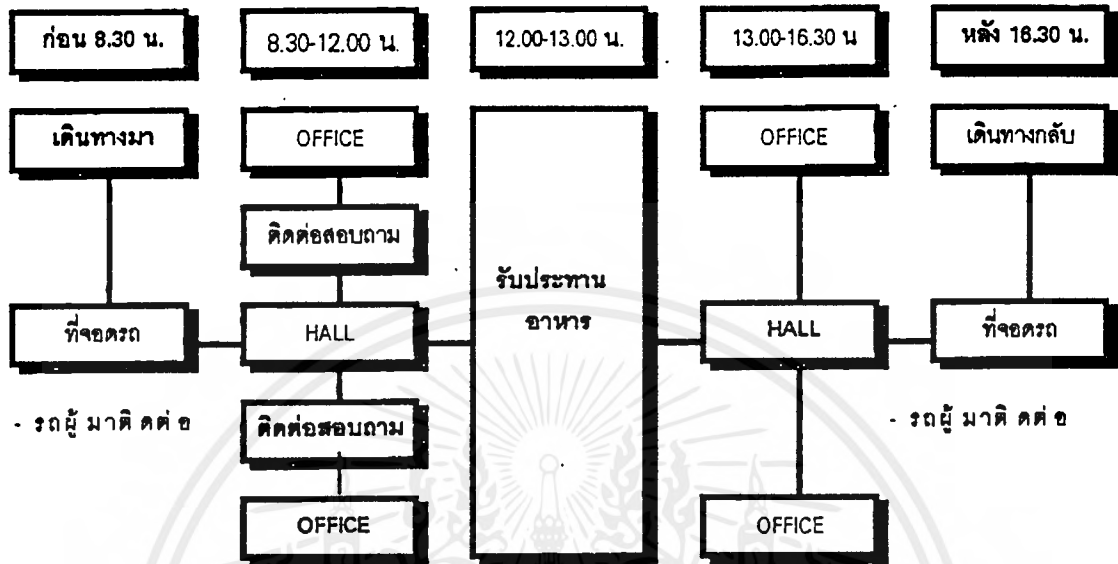 ก่อน 8.30 น.
8.30-12.00 น.
12.00-13.00 น.
13.00-16.30 น
หลัง 16.30 น.
เดินทางมา
OFFICE
OFFICE
เดินทางกลับ
ติดต่อสอบถาม
รับประทาน
อาหาร
ที่จอดรถ
HALL
HALL
ที่จอดรถ
- รถผู้มาติดต่อ
ติดต่อสอบถาม
- รถผู้มาติดต่อ
OFFICE
OFFICE